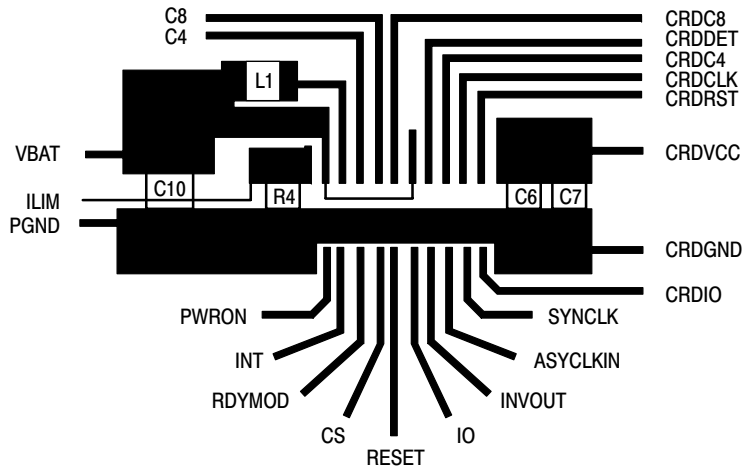 C8
C4
CRDC8
CRDDET
CRDC4
CRDCLK
CRDRST
L1
VBAT
CRDVCC
C10
R4
C6
C7
ILIM
PGND
CRDGND
CRDIO
PWRON
SYNCLK
INT
ASYCLKIN
RDYMOD
INVOUT
CS
IO
RESET